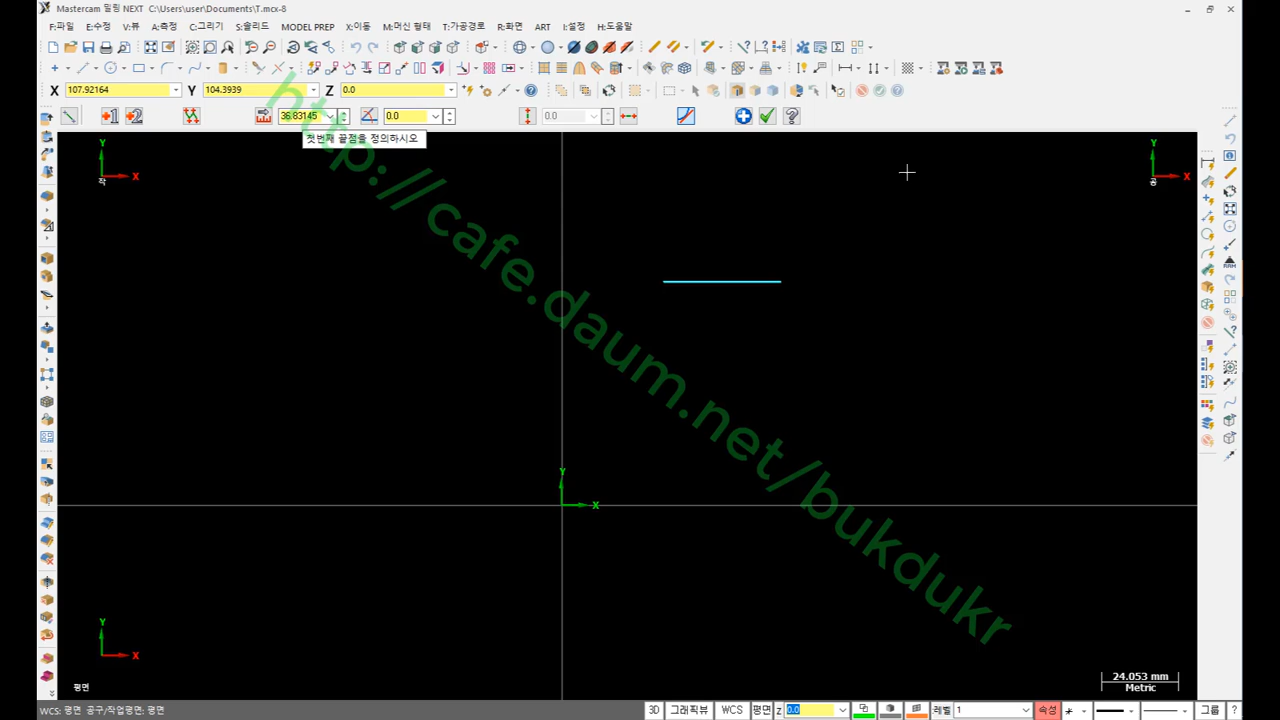 Mastercam 밀링 NEXT C:\Users\user\Documents\T.mcx-8
F:파일 E:수정 V:뷰 A:측정 C:그리기 S:솔리드 MODEL PREP X:이동 M:머신 형태 T:가공경로 R:화면 ART I:설정 H:도움말
X 107.92164 Y 104.3939 Z 0.0
+1 +2 36.83145 0.0 0.0
첫번째 끝점을 정의하시오
Y Y
X X
작 공
http://cafe.daum.net/bukdukr
Y
X
Y
X
평면
24.053 mm
Metric
WCS: 평면 공구/작업평면: 평면 3D 그래픽뷰 WCS 평면 Z 0.0 레벨 1 속성 그룹 ?